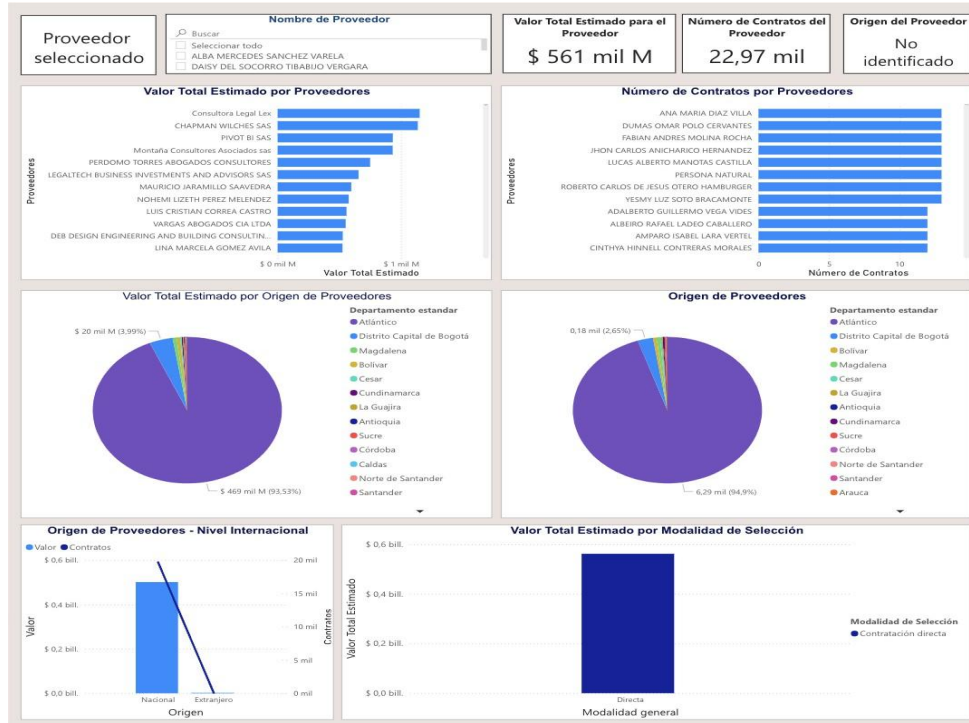 Proveedor
seleccionado
Nombre de Proveedor
Buscar
Seleccionar todo
ALBA MERCEDES SANCHEZ VARELA
DAISY DEL SOCORRO TIBABIJO VERGARA
Valor Total Estimado para el
Proveedor
$ 561 mil M
Número de Contratos del
Proveedor
22,97 mil
Origen del Proveedor
No
identificado
Valor Total Estimado por Proveedores
Proveedores
Consultora Legal Lex
CHAPMAN WILCHES SAS
PIVOT BI SAS
Montaña Consultores Asociados sas
PERDOMO TORRES ABOGADOS CONSULTORES
LEGALTECH BUSINESS INVESTMENTS AND ADVISORS SAS
MAURICIO JARAMILLO SAAVEDRA
NOHEMI LIZETH PEREZ MELENDEZ
LUIS CRISTIAN CORREA CASTRO
VARGAS ABOGADOS CIA LTDA
DEB DESIGN ENGINEERING AND BUILDING CONSULTIN...
LINA MARCELA GOMEZ AVILA
$ 0 mil M $ 1 mil M
Valor Total Estimado
Número de Contratos por Proveedores
Proveedores
ANA MARIA DIAZ VILLA
DUMAS OMAR POLO CERVANTES
FABIAN ANDRES MOLINA ROCHA
JHON CARLOS ANICHARICO HERNANDEZ
LUCAS ALBERTO MANOTAS CASTILLA
PERSONA NATURAL
ROBERTO CARLOS DE JESUS OTERO HAMBURGER
YESMY LUZ SOTO BRACAMONTE
ADALBERTO GUILLERMO VEGA VIDES
ALBEIRO RAFAEL LADEO CABALLERO
AMPARO ISABEL LARA VERTEL
CINTHYA HINNELL CONTRERAS MORALES
0 5 10
Número de Contratos
Valor Total Estimado por Origen de Proveedores
$ 20 mil M (3,99%)
$ 469 mil M (93,53%)
Departamento estandar
Atlántico
Distrito Capital de Bogotá
Magdalena
Bolívar
Cesar
Cundinamarca
La Guajira
Antioquia
Sucre
Córdoba
Caldas
Norte de Santander
Santander
Origen de Proveedores
0,18 mil (2,65%)
6,29 mil (94,9%)
Departamento estandar
Atlántico
Distrito Capital de Bogotá
Bolívar
Magdalena
Cesar
La Guajira
Antioquia
Cundinamarca
Sucre
Córdoba
Norte de Santander
Santander
Arauca
Origen de Proveedores - Nivel Internacional
Valor Contratos
Valor
$ 0,6 bill.
$ 0,4 bill.
$ 0,2 bill.
$ 0,0 bill.
20 mil
15 mil
10 mil
5 mil
0 mil
Contratos
Nacional Extranjero
Origen
Valor Total Estimado por Modalidad de Selección
Valor Total Estimado
$ 0,6 bill.
$ 0,4 bill.
$ 0,2 bill.
$ 0,0 bill.
Directa
Modalidad general
Modalidad de Selección
Contratación directa